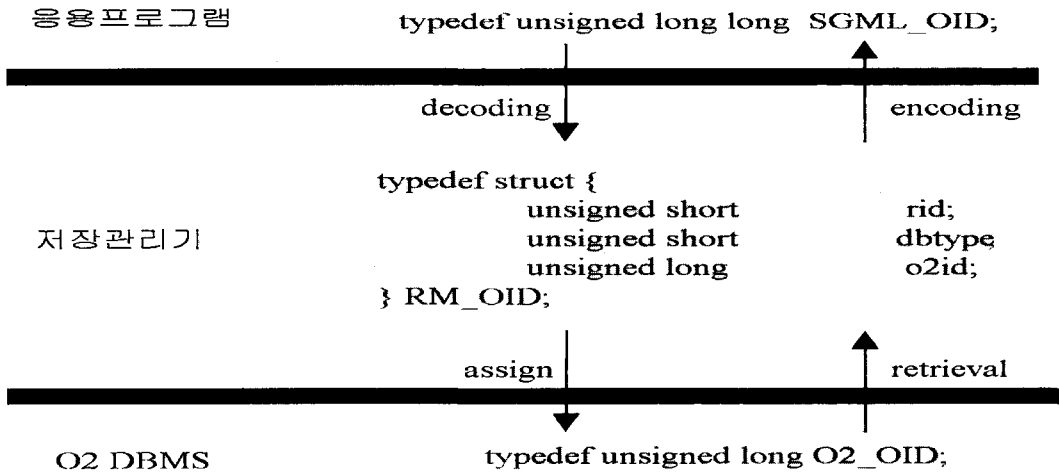 응용프로그램 typedef unsigned long long SGML_OID;
decoding encoding
typedef struct {
unsigned short rid;
저장관리기 unsigned short dbtype
unsigned long o2id;
} RM_OID;
assign retrieval
O2 DBMS typedef unsigned long O2_OID;